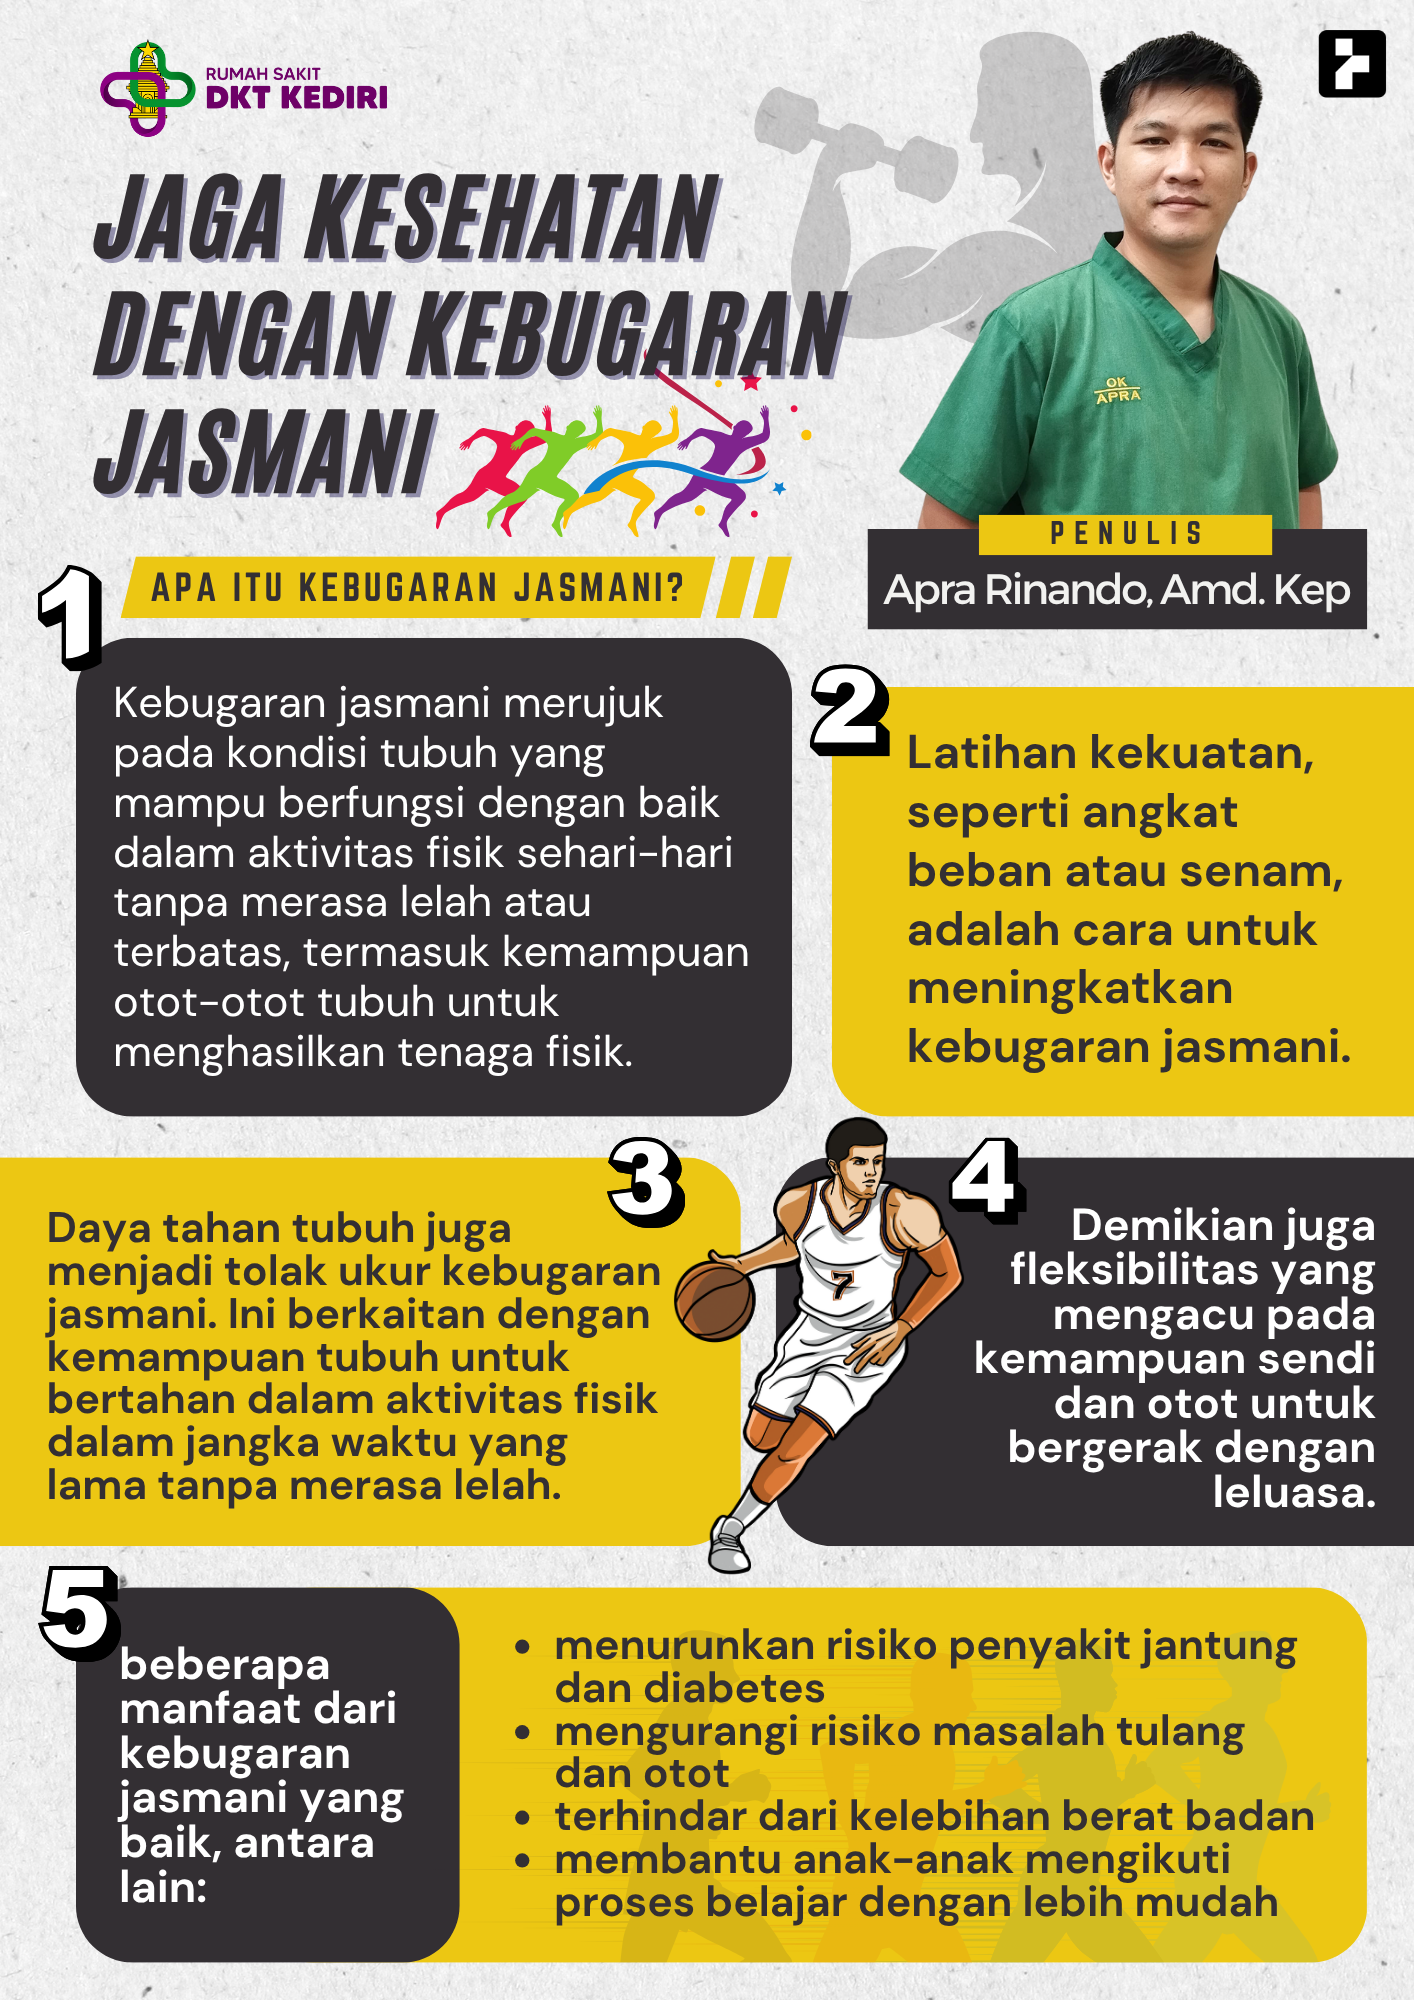 RUMAH SAKIT
DKT KEDIRI
JAGA KESEHATAN
DENGAN KEBUGARAN
JASMANI
OK
APRA
PENULIS
Apra Rinando, Amd. Kep
1
APA ITU KEBUGARAN JASMANI?
Kebugaran jasmani merujuk
pada kondisi tubuh yang
mampu berfungsi dengan baik
dalam aktivitas fisik sehari-hari
tanpa merasa lelah atau
terbatas, termasuk kemampuan
otot-otot tubuh untuk
menghasilkan tenaga fisik.
2
Latihan kekuatan,
seperti angkat
beban atau senam,
adalah cara untuk
meningkatkan
kebugaran jasmani.
3
Daya tahan tubuh juga
menjadi tolak ukur kebugaran
jasmani. Ini berkaitan dengan
kemampuan tubuh untuk
bertahan dalam aktivitas fisik
dalam jangka waktu yang
lama tanpa merasa lelah.
7
4
Demikian juga
fleksibilitas yang
mengacu pada
kemampuan sendi
dan otot untuk
bergerak dengan
leluasa.
5
beberapa
manfaat dari
kebugaran
jasmani yang
baik, antara
lain:
• menurunkan risiko penyakit jantung
dan diabetes
• mengurangi risiko masalah tulang
dan otot
• terhindar dari kelebihan berat badan
• membantu anak-anak mengikuti
proses belajar dengan lebih mudah